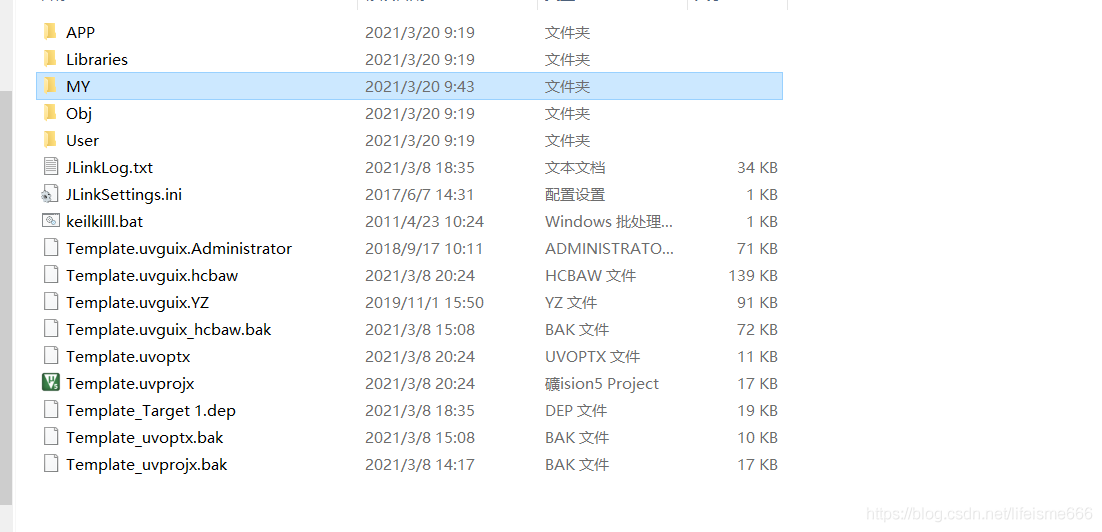 APP 2021/3/20 9:19 文件夹
Libraries 2021/3/20 9:19 文件夹
MY 2021/3/20 9:43 文件夹
Obj 2021/3/20 9:19 文件夹
User 2021/3/20 9:19 文件夹
JLinkLog.txt 2021/3/8 18:35 文本文档 34 KB
JLinkSettings.ini 2017/6/7 14:31 配置设置 1 KB
keilkilll.bat 2011/4/23 10:24 Windows 批处理... 1 KB
Template.uvguix.Administrator 2018/9/17 10:11 ADMINISTRATO... 71 KB
Template.uvguix.hcbaw 2021/3/8 20:24 HCBAW 文件 139 KB
Template.uvguix.YZ 2019/11/1 15:50 YZ 文件 91 KB
Template.uvguix_hcbaw.bak 2021/3/8 15:08 BAK 文件 72 KB
Template.uvoptx 2021/3/8 20:24 UVOPTX 文件 11 KB
Template.uvprojx 2021/3/8 20:24 礦ision5 Project 17 KB
Template_Target 1.dep 2021/3/8 18:35 DEP 文件 19 KB
Template_uvoptx.bak 2021/3/8 15:08 BAK 文件 10 KB
Template_uvprojx.bak 2021/3/8 14:17 BAK 文件 17 KB
https://blog.csdn.net/lifeisme666